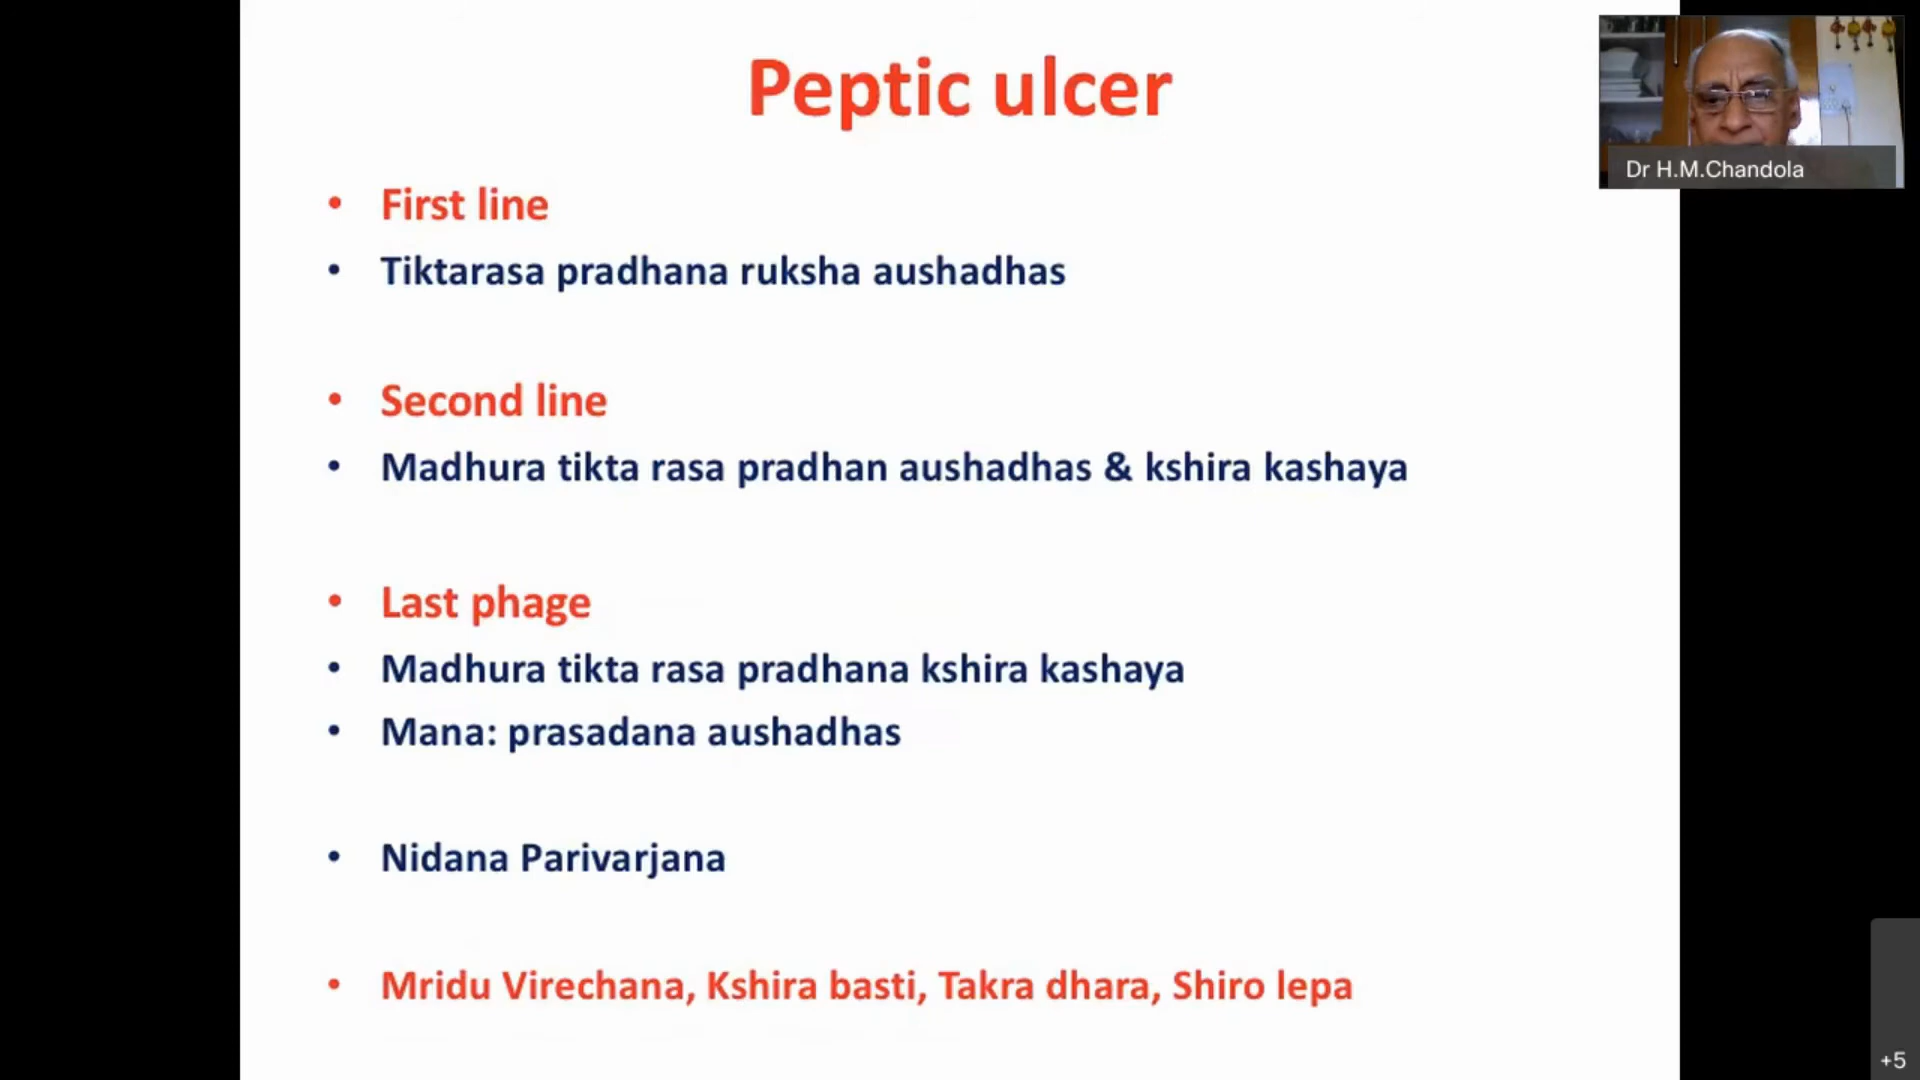 Peptic ulcer
Dr H.M.Chandola
• First line
• Tiktarasa pradhana ruksha aushadhas
• Second line
• Madhura tikta rasa pradhan aushadhas & kshira kashaya
• Last phage
• Madhura tikta rasa pradhana kshira kashaya
• Mana: prasadana aushadhas
• Nidana Parivarjana
• Mridu Virechana, Kshira basti, Takra dhara, Shiro lepa
+5